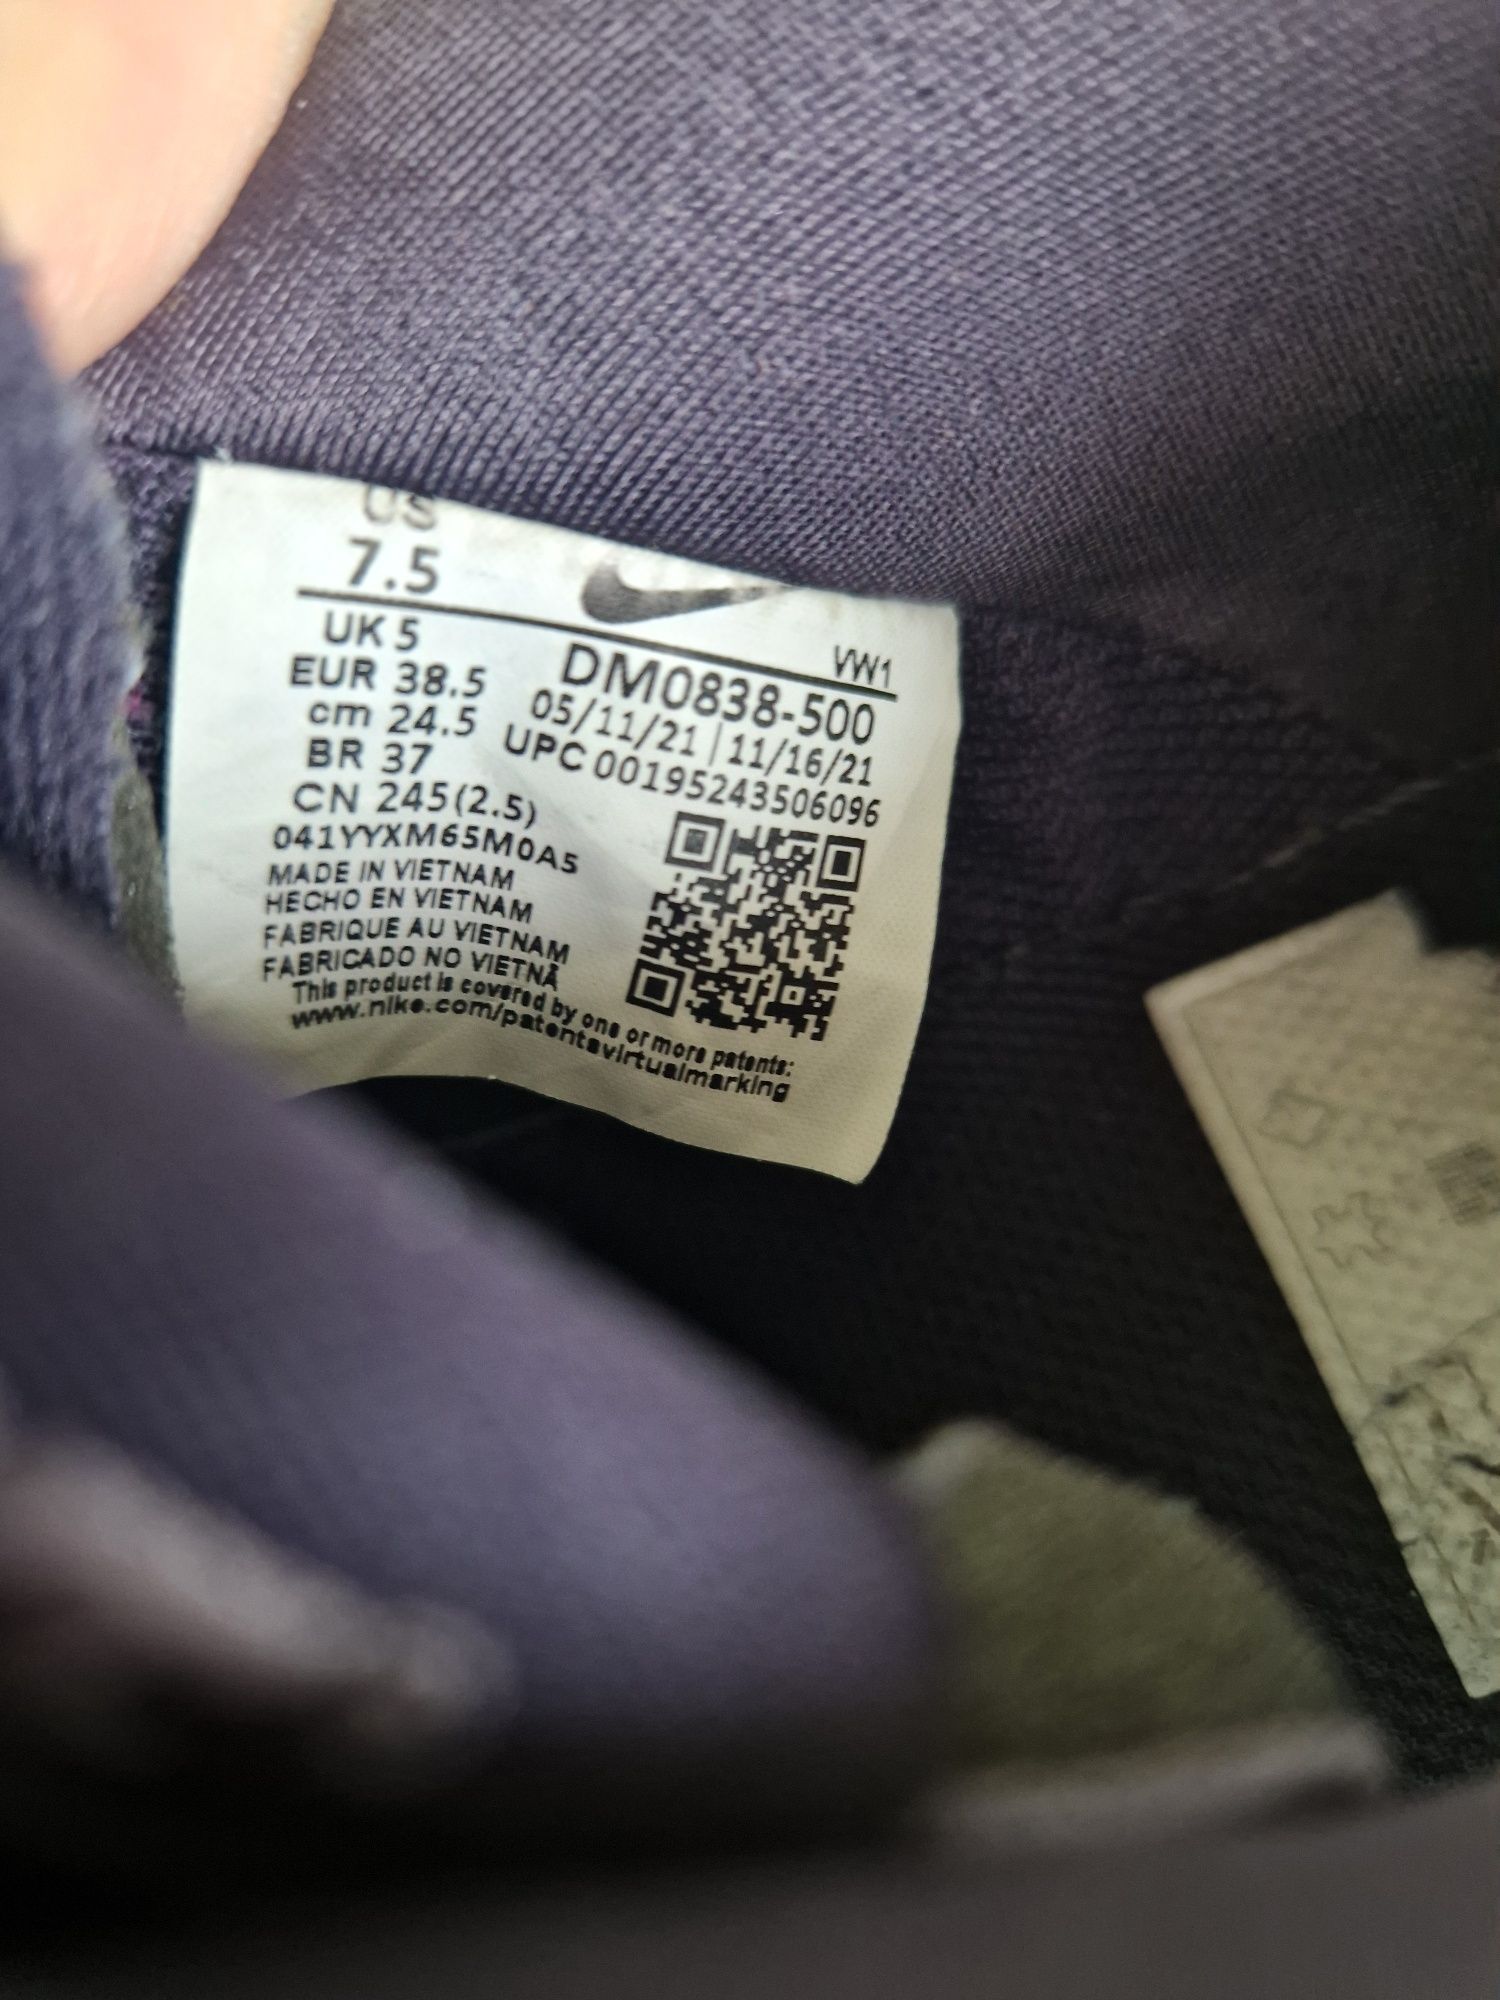 US
7.5
UK 5
EUR 38.5
cm 24.5
BR 37
CN 245(2.5)
041YYXM65M0A5
MADE IN VIETNAM
HECHO EN VIETNAM
FABRIQUE AU VIETNAM
FABRICADO NO VIETNÃ
VW1
DM0838-500
05/11/21 | 11/16/21
UPC 00195243506096
This product is covered by one or more patents:
www.nike.com/patentsvirtualmarking